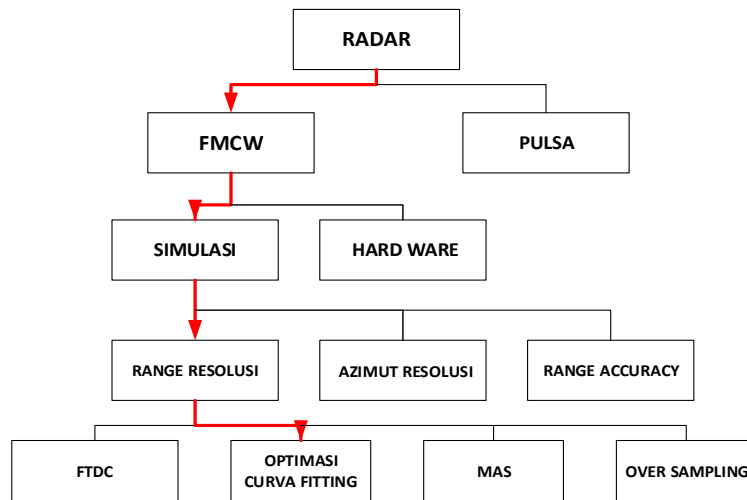 RADAR
FMCW
PULSA
SIMULASI
HARD WARE
RANGE RESOLUSI
AZIMUT RESOLUSI
RANGE ACCURACY
FTDC
OPTIMASI
CURVA FITTING
MAS
OVER SAMPLING